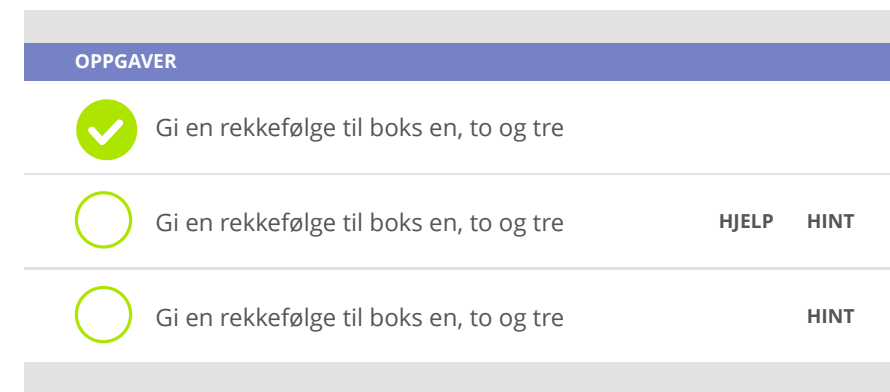 OPPGAVER
Gi en rekkefølge til boks en, to og tre
Gi en rekkefølge til boks en, to og tre HJELP HINT
Gi en rekkefølge til boks en, to og tre HINT